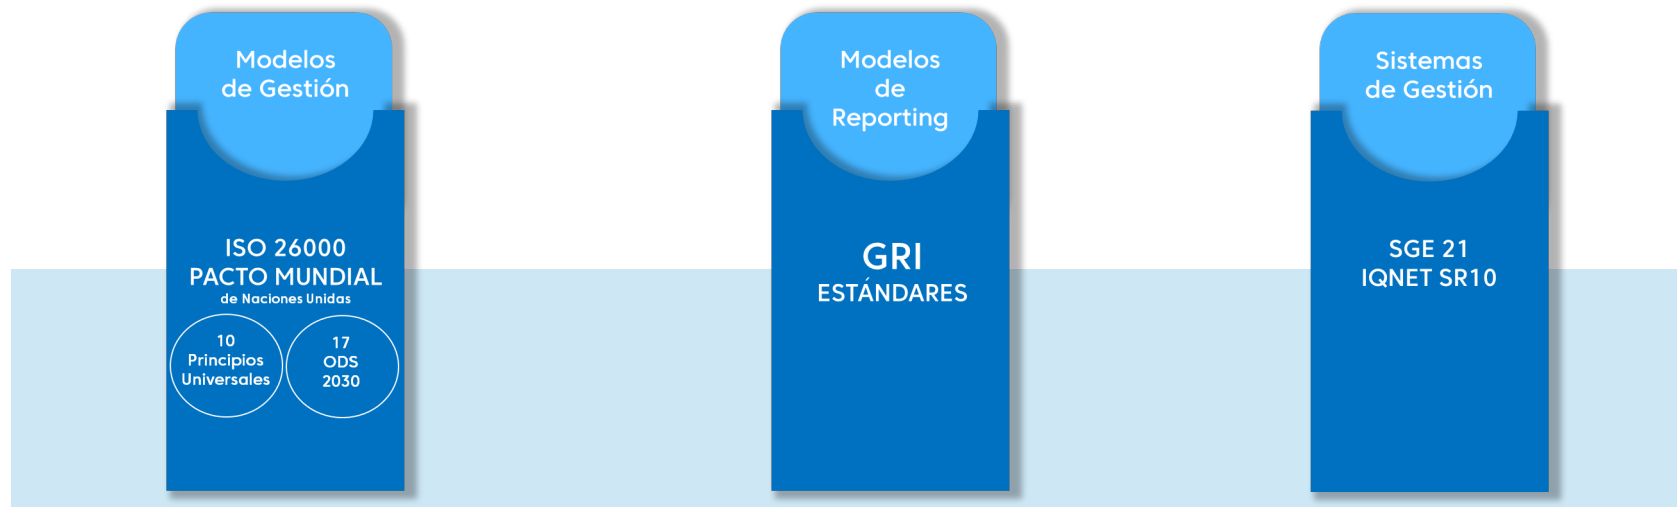 Modelos
de Gestión
ISO 26000
PACTO MUNDIAL
de Naciones Unidas
10
Principios
Universales
17
ODS
2030
Modelos
de
Reporting
GRI
ESTÁNDARES
Sistemas
de Gestión
SGE 21
IQNET SR10